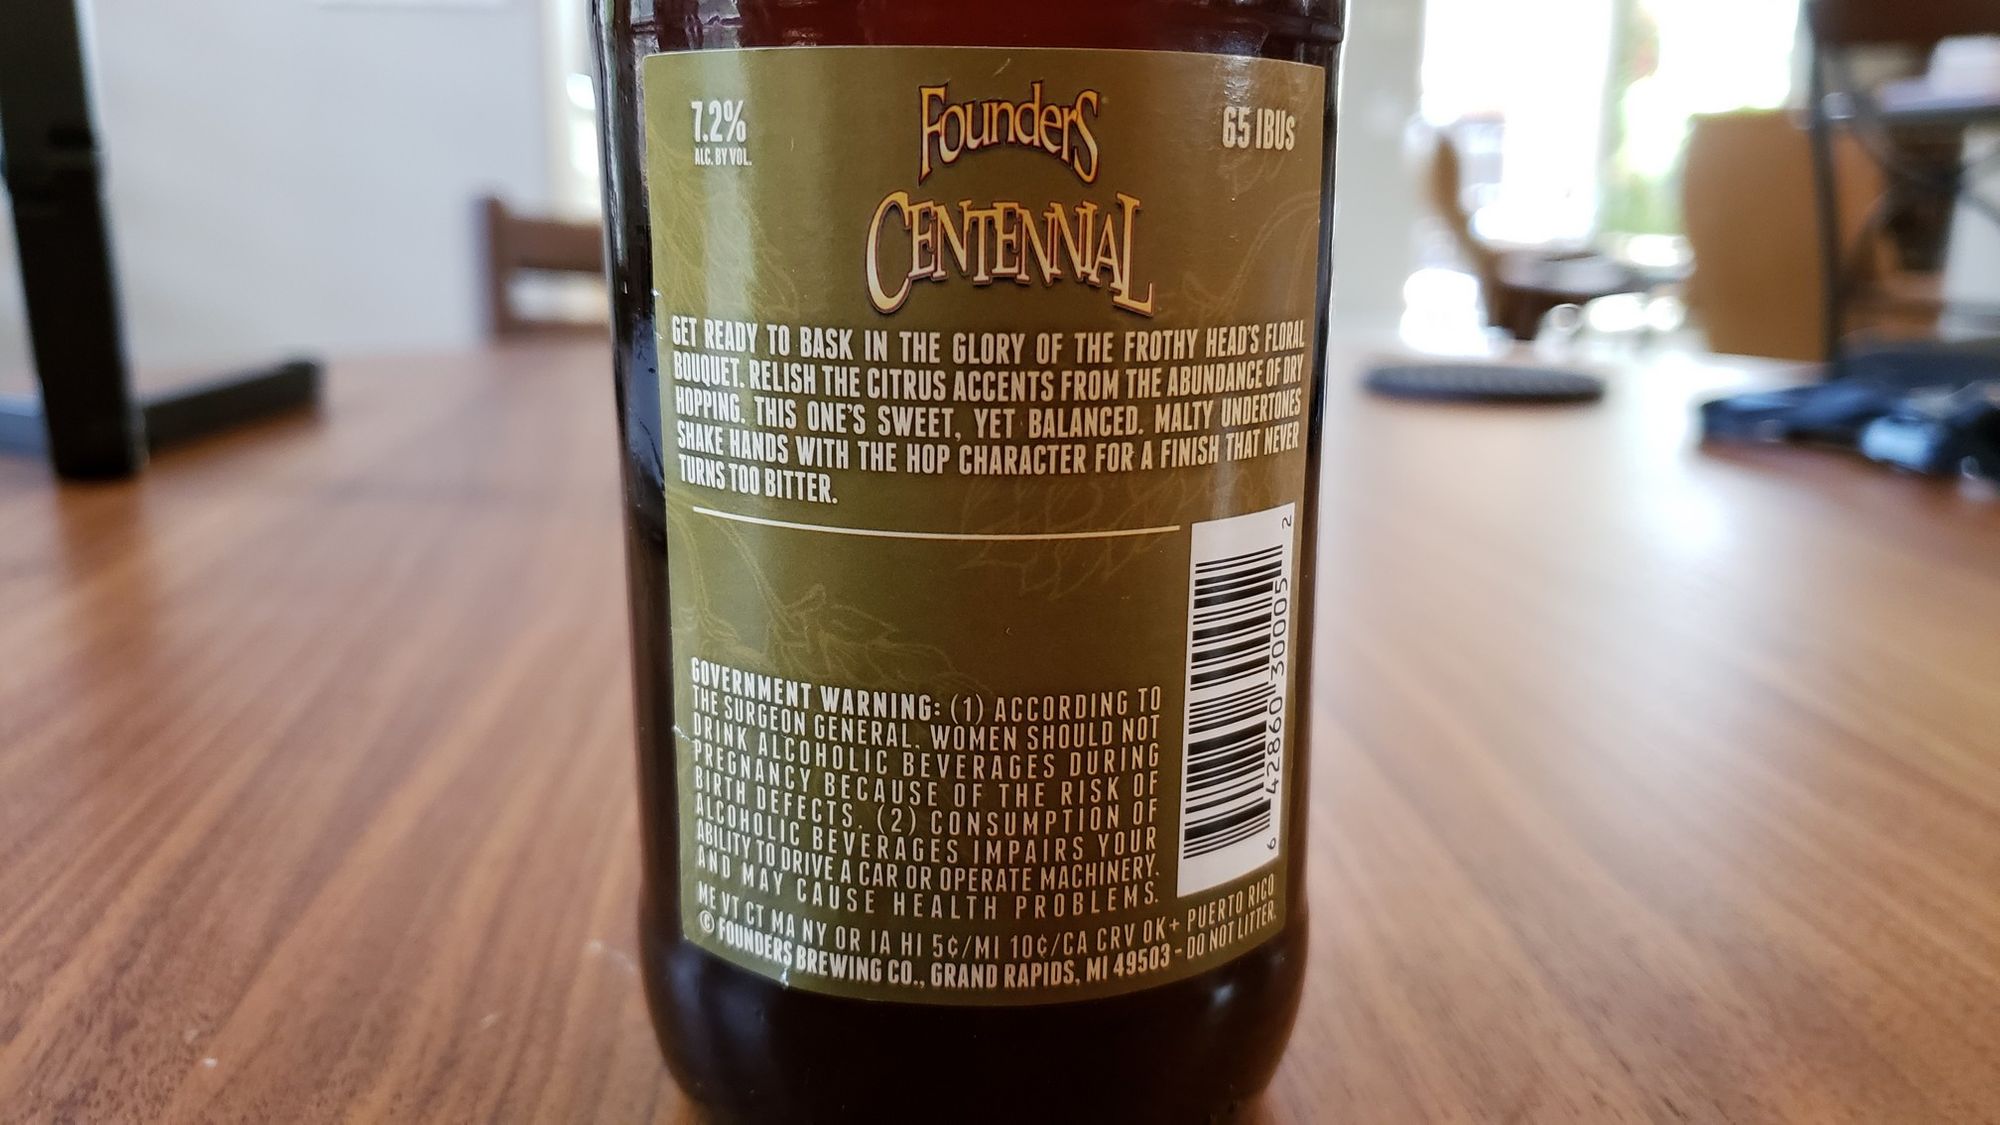 7.2%
ALC. BY VOL.
Founders
CENTENNIAL
65 IBUs
GET READY TO BASK IN THE GLORY OF THE FROTHY HEAD'S FLORAL
BOUQUET. RELISH THE CITRUS ACCENTS FROM THE ABUNDANCE OF DRY
HOPPING. THIS ONE'S SWEET, YET BALANCED. MALTY UNDERTONES
SHAKE HANDS WITH THE HOP CHARACTER FOR A FINISH THAT NEVER
TURNS TOO BITTER.
GOVERNMENT WARNING: (1) ACCORDING TO
THE SURGEON GENERAL, WOMEN SHOULD NOT
DRINK ALCOHOLIC BEVERAGES DURING
PREGNANCY BECAUSE OF THE RISK OF
BIRTH DEFECTS. (2) CONSUMPTION OF
ALCOHOLIC BEVERAGES IMPAIRS YOUR
ABILITY TO DRIVE A CAR OR OPERATE MACHINERY,
AND MAY CAUSE HEALTH PROBLEMS.
6 42860 30005 2
ME VT CT MA NY OR IA HI 5¢/MI 10¢/CA CRV OK+ PUERTO RICO
© FOUNDERS BREWING CO., GRAND RAPIDS, MI 49503 - DO NOT LITTER.